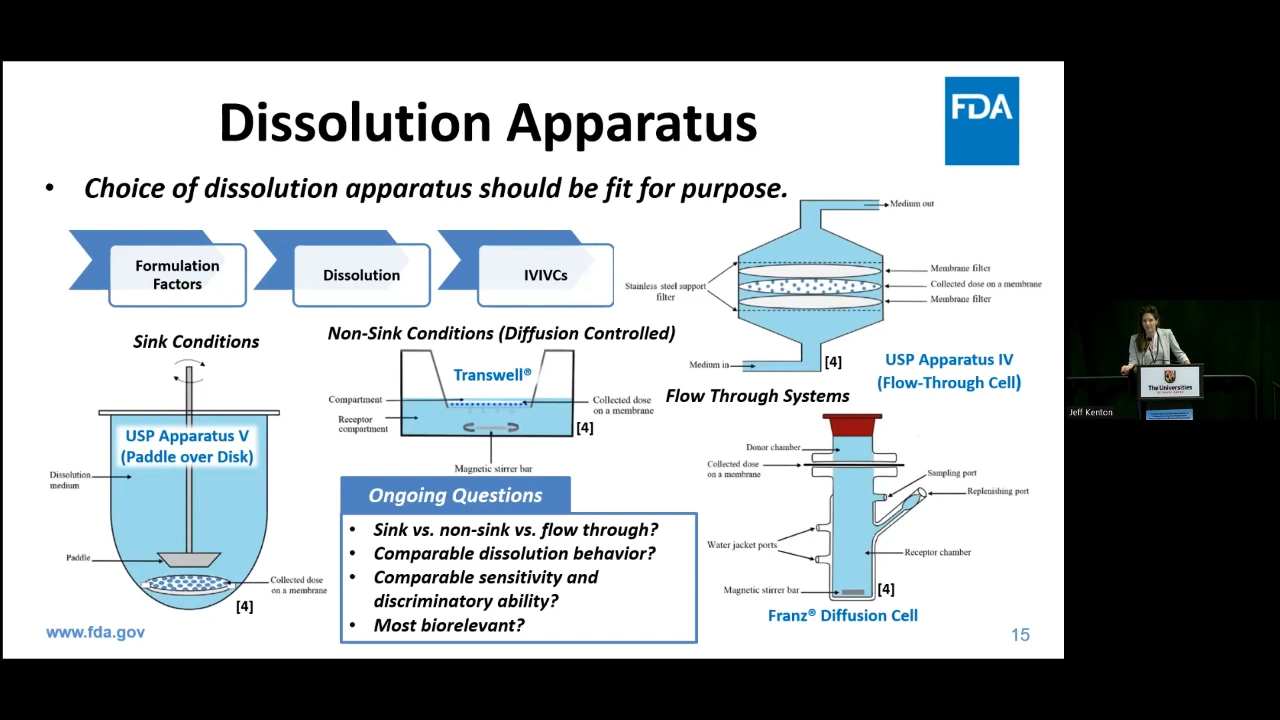 Dissolution Apparatus
FDA
• Choice of dissolution apparatus should be fit for purpose.
Formulation
Factors
Dissolution
IVIVCs
Sink Conditions
USP Apparatus V
(Paddle over Disk)
Dissolution
medium
Paddle
Collected dose
on a membrane
[4]
Non-Sink Conditions (Diffusion Controlled)
Transwell®
Compartment
Receptor
compartment
Collected dose
on a membrane
[4]
Magnetic stirrer bar
Medium out
Membrane filter
Collected dose on a membrane
Membrane filter
Stainless steel support
filter
Medium in
[4]
USP Apparatus IV
(Flow-Through Cell)
Flow Through Systems
Donor chamber
Collected dose
on a membrane
Sampling port
Replenishing port
Water jacket ports
Receptor chamber
Magnetic stirrer bar
[4]
Franz® Diffusion Cell
Ongoing Questions
• Sink vs. non-sink vs. flow through?
• Comparable dissolution behavior?
• Comparable sensitivity and
discriminatory ability?
• Most biorelevant?
www.fda.gov
15
The Universities
Jeff Kenton